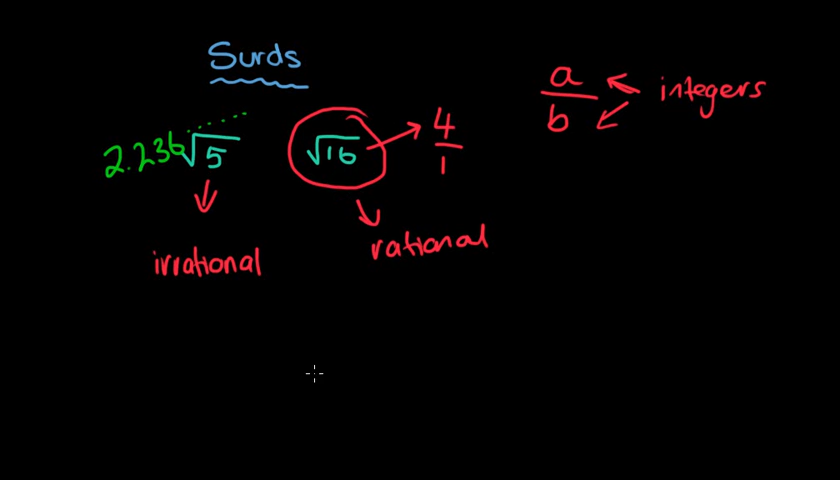 Surds
2.236 √5 √16 4/1
a/b integers
irrational
rational